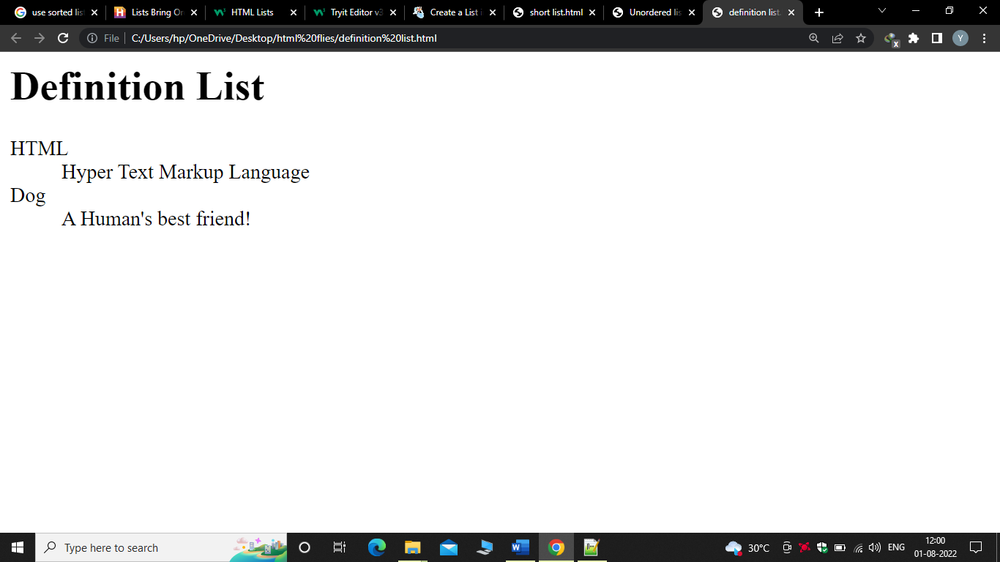 use sorted lis
Lists Bring Or
HTML Lists
Tryit Editor v3
Create a List i
short list.html
Unordered lis
definition list.
File
C:/Users/hp/OneDrive/Desktop/html%20flies/definition%20list.html
Y
Definition List
HTML
Hyper Text Markup Language
Dog
A Human's best friend!
Type here to search
30°C
ENG
12:00
01-08-2022